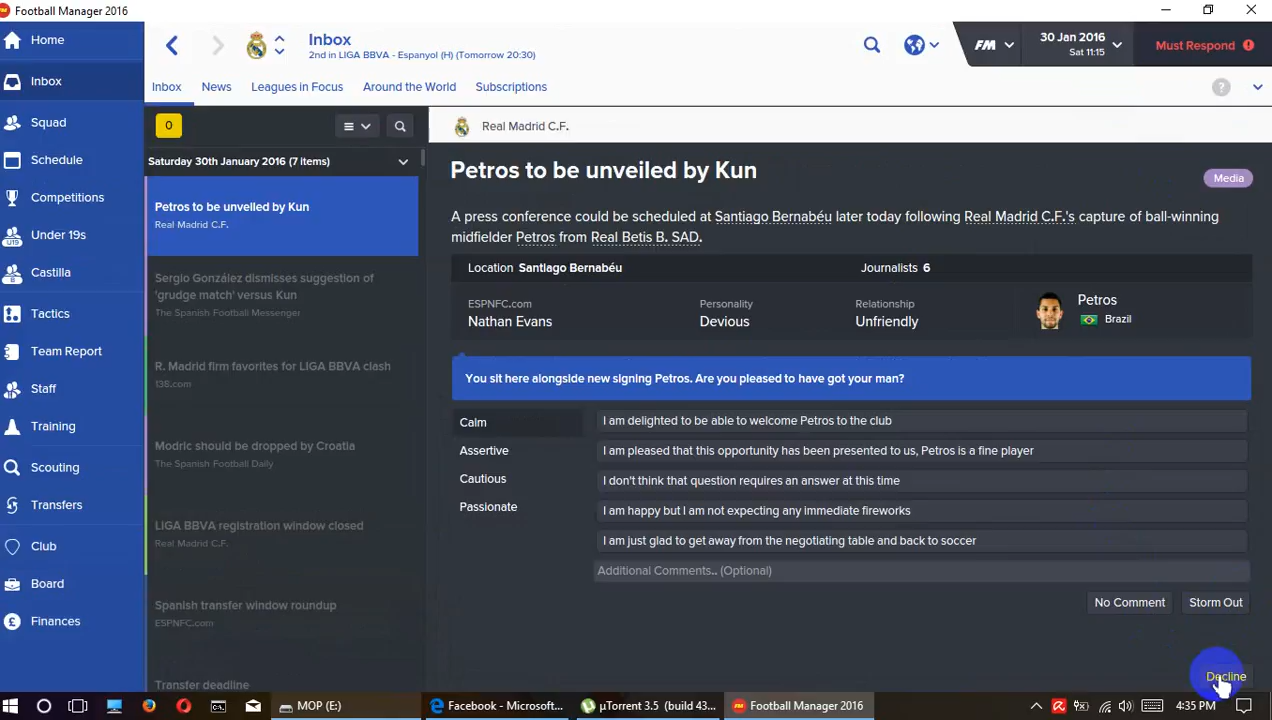 Football Manager 2016
Home
Inbox
Squad
Schedule
Competitions
Under 19s
Castilla
Tactics
Team Report
Staff
Training
Scouting
Transfers
Club
Board
Finances
Inbox
2nd in LIGA BBVA - Espanyol (H) (Tomorrow 20:30)
FM
30 Jan 2016
Sat 11:15
Must Respond
Inbox News Leagues in Focus Around the World Subscriptions
0
Saturday 30th January 2016 (7 items)
Petros to be unveiled by Kun
Real Madrid C.F.
Sergio González dismisses suggestion of
'grudge match' versus Kun
The Spanish Football Messenger
R. Madrid firm favorites for LIGA BBVA clash
138.com
Modric should be dropped by Croatia
The Spanish Football Daily
LIGA BBVA registration window closed
Real Madrid C.F.
Spanish transfer window roundup
ESPNFC.com
Transfer deadline
Real Madrid C.F.
Petros to be unveiled by Kun
Media
A press conference could be scheduled at Santiago Bernabéu later today following Real Madrid C.F.'s capture of ball-winning
midfielder Petros from Real Betis B. SAD.
Location Santiago Bernabéu Journalists 6
ESPNFC.com Personality Relationship Petros
Nathan Evans Devious Unfriendly Brazil
You sit here alongside new signing Petros. Are you pleased to have got your man?
Calm
Assertive
Cautious
Passionate
I am delighted to be able to welcome Petros to the club
I am pleased that this opportunity has been presented to us, Petros is a fine player
I don't think that question requires an answer at this time
I am happy but I am not expecting any immediate fireworks
I am just glad to get away from the negotiating table and back to soccer
Additional Comments.. (Optional)
No Comment Storm Out
Decline
MOP (E:) Facebook - Microsoft... µTorrent 3.5 (build 43... Football Manager 2016 4:35 PM